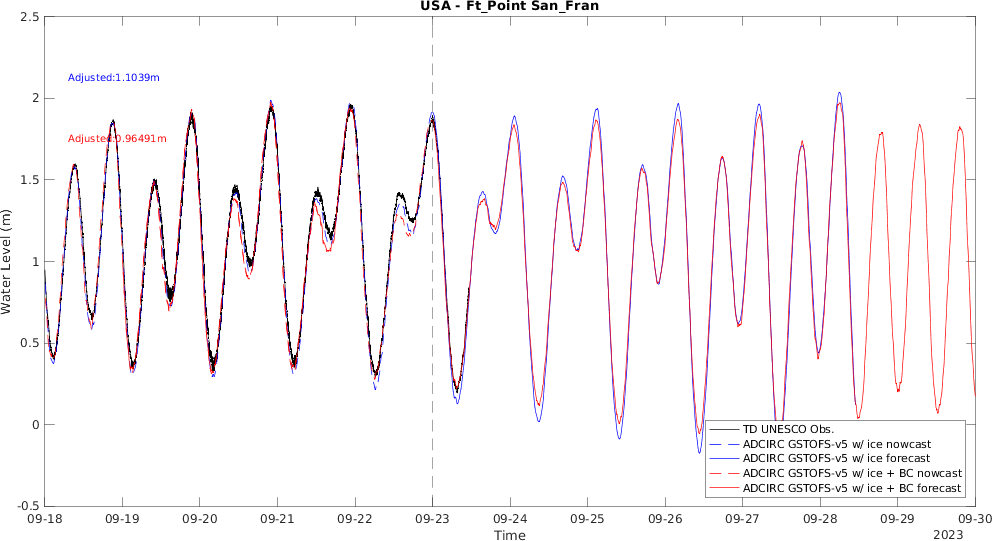 USA - Ft_Point San_Fran
2.5
2
1.5
1
0.5
0
-0.5
Water Level (m)
Adjusted:1.1039m
Adjusted:0.96491m
TD UNESCO Obs.
ADCIRC GSTOFS-v5 w/ ice nowcast
ADCIRC GSTOFS-v5 w/ ice forecast
ADCIRC GSTOFS-v5 w/ ice + BC nowcast
ADCIRC GSTOFS-v5 w/ ice + BC forecast
09-18 09-19 09-20 09-21 09-22 09-23 09-24 09-25 09-26 09-27 09-28 09-29 09-30
Time
2023